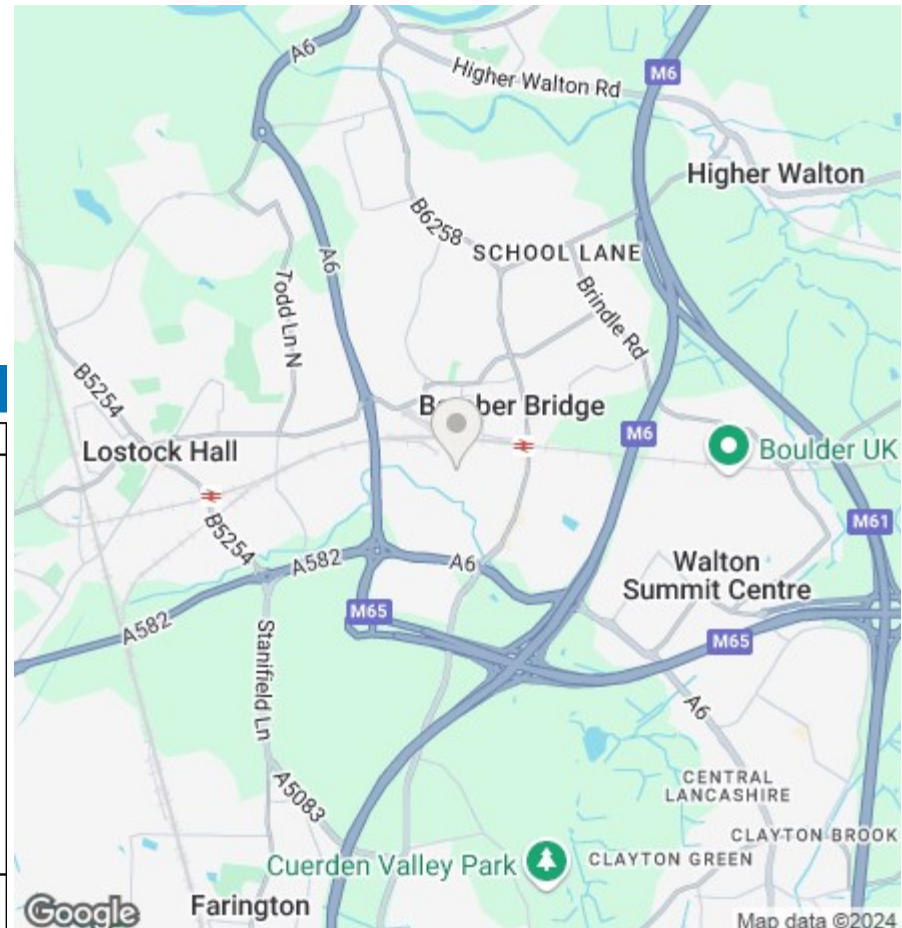 A6
M6
Higher Walton Rd
Higher Walton
B6258
SCHOOL LANE
A6
Todd Ln N
Brindle Rd
B5254
Bamber Bridge
M6
Lostock Hall
Boulder UK
B5254
M61
A582
A6
Walton
Summit Centre
M65
A582
Stanifield Ln
M65
A6
A5083
CENTRAL
LANCASHIRE
CLAYTON BROOK
Cuerden Valley Park
CLAYTON GREEN
Google
Farington
Map data ©2024